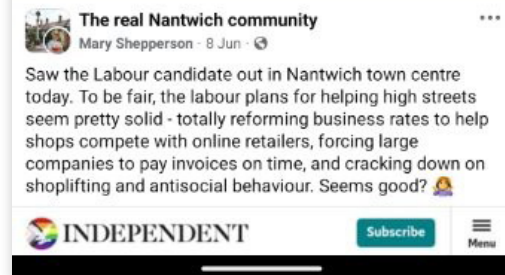 The real Nantwich community
Mary Shepperson · 8 Jun ·
Saw the Labour candidate out in Nantwich town centre
today. To be fair, the labour plans for helping high streets
seem pretty solid - totally reforming business rates to help
shops compete with online retailers, forcing large
companies to pay invoices on time, and cracking down on
shoplifting and antisocial behaviour. Seems good? 🤷‍♀️
INDEPENDENT
Subscribe
Menu